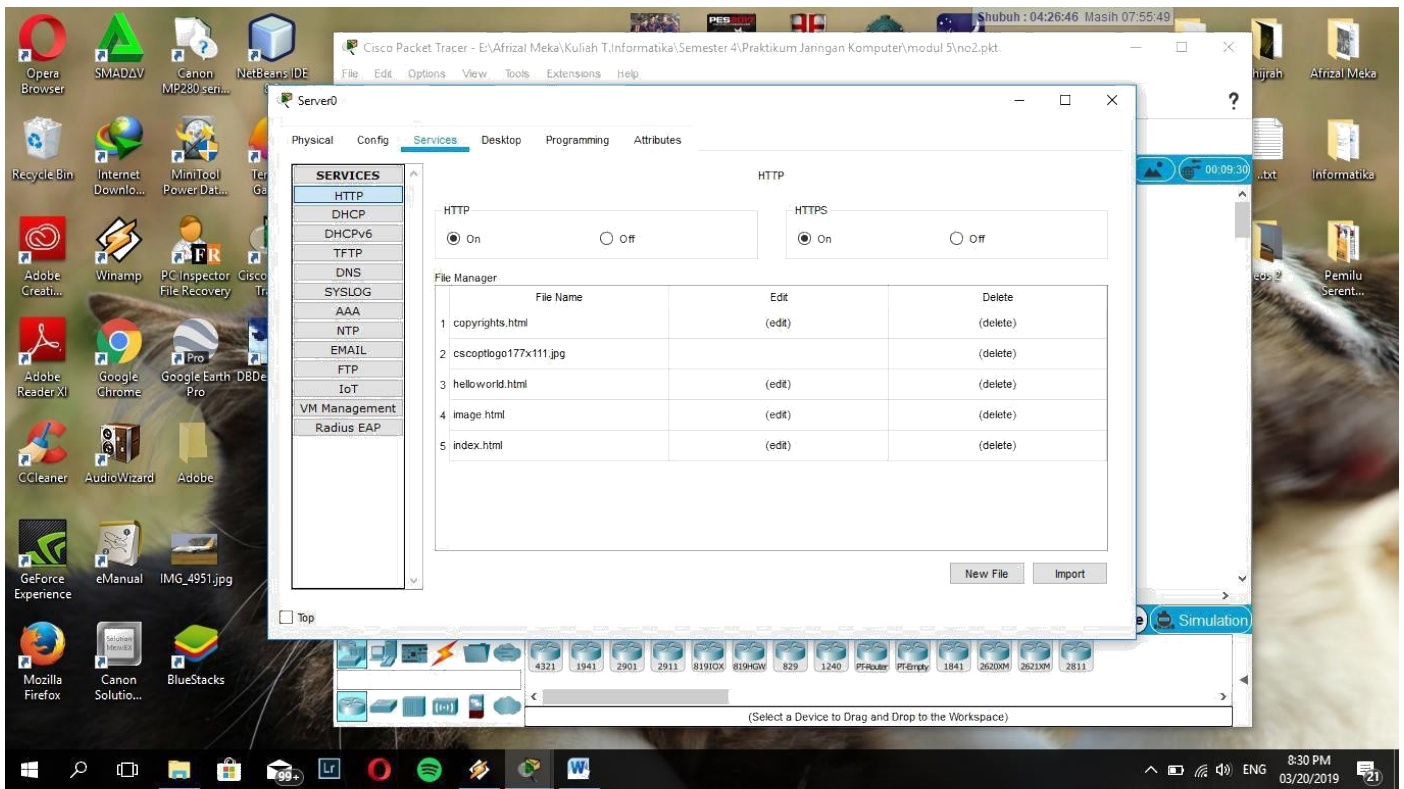 Shubuh : 04:26:46 Masih 07:55:49
Opera Browser
SMADΔV
Canon MP280 seri...
NetBeans IDE
Recycle Bin
Internet Downlo...
MiniTool Power Dat...
Adobe Creati...
Winamp
PC Inspector File Recovery
Adobe Reader XI
Google Chrome
Google Earth Pro
CCleaner
AudioWizard
Adobe
GeForce Experience
eManual
IMG_4951.jpg
Mozilla Firefox
Canon Solutio...
BlueStacks
Afrizal Meka
Informatika
Pemilu Serent...
Cisco Packet Tracer - E:\Afrizal Meka\Kuliah T.Informatika\Semester 4\Praktikum Jaringan Komputer\modul 5\no2.pkt
File Edit Options View Tools Extensions Help
?
00:09:30
Server0
Physical Config Services Desktop Programming Attributes
SERVICES
HTTP
DHCP
DHCPv6
TFTP
DNS
SYSLOG
AAA
NTP
EMAIL
FTP
IoT
VM Management
Radius EAP
HTTP
HTTP
On Off
HTTPS
On Off
File Manager
File Name Edit Delete
1 copyrights.html (edit) (delete)
2 cscoptlogo177x111.jpg (delete)
3 helloworld.html (edit) (delete)
4 image.html (edit) (delete)
5 index.html (edit) (delete)
New File Import
Top
Simulation
4321 1941 2901 2911 819IOX 819HGW 829 1240 PT-Router PT-Empty 1841 2620XM 2621XM 2811
(Select a Device to Drag and Drop to the Workspace)
99+
Lr
ENG
8:30 PM
03/20/2019
21